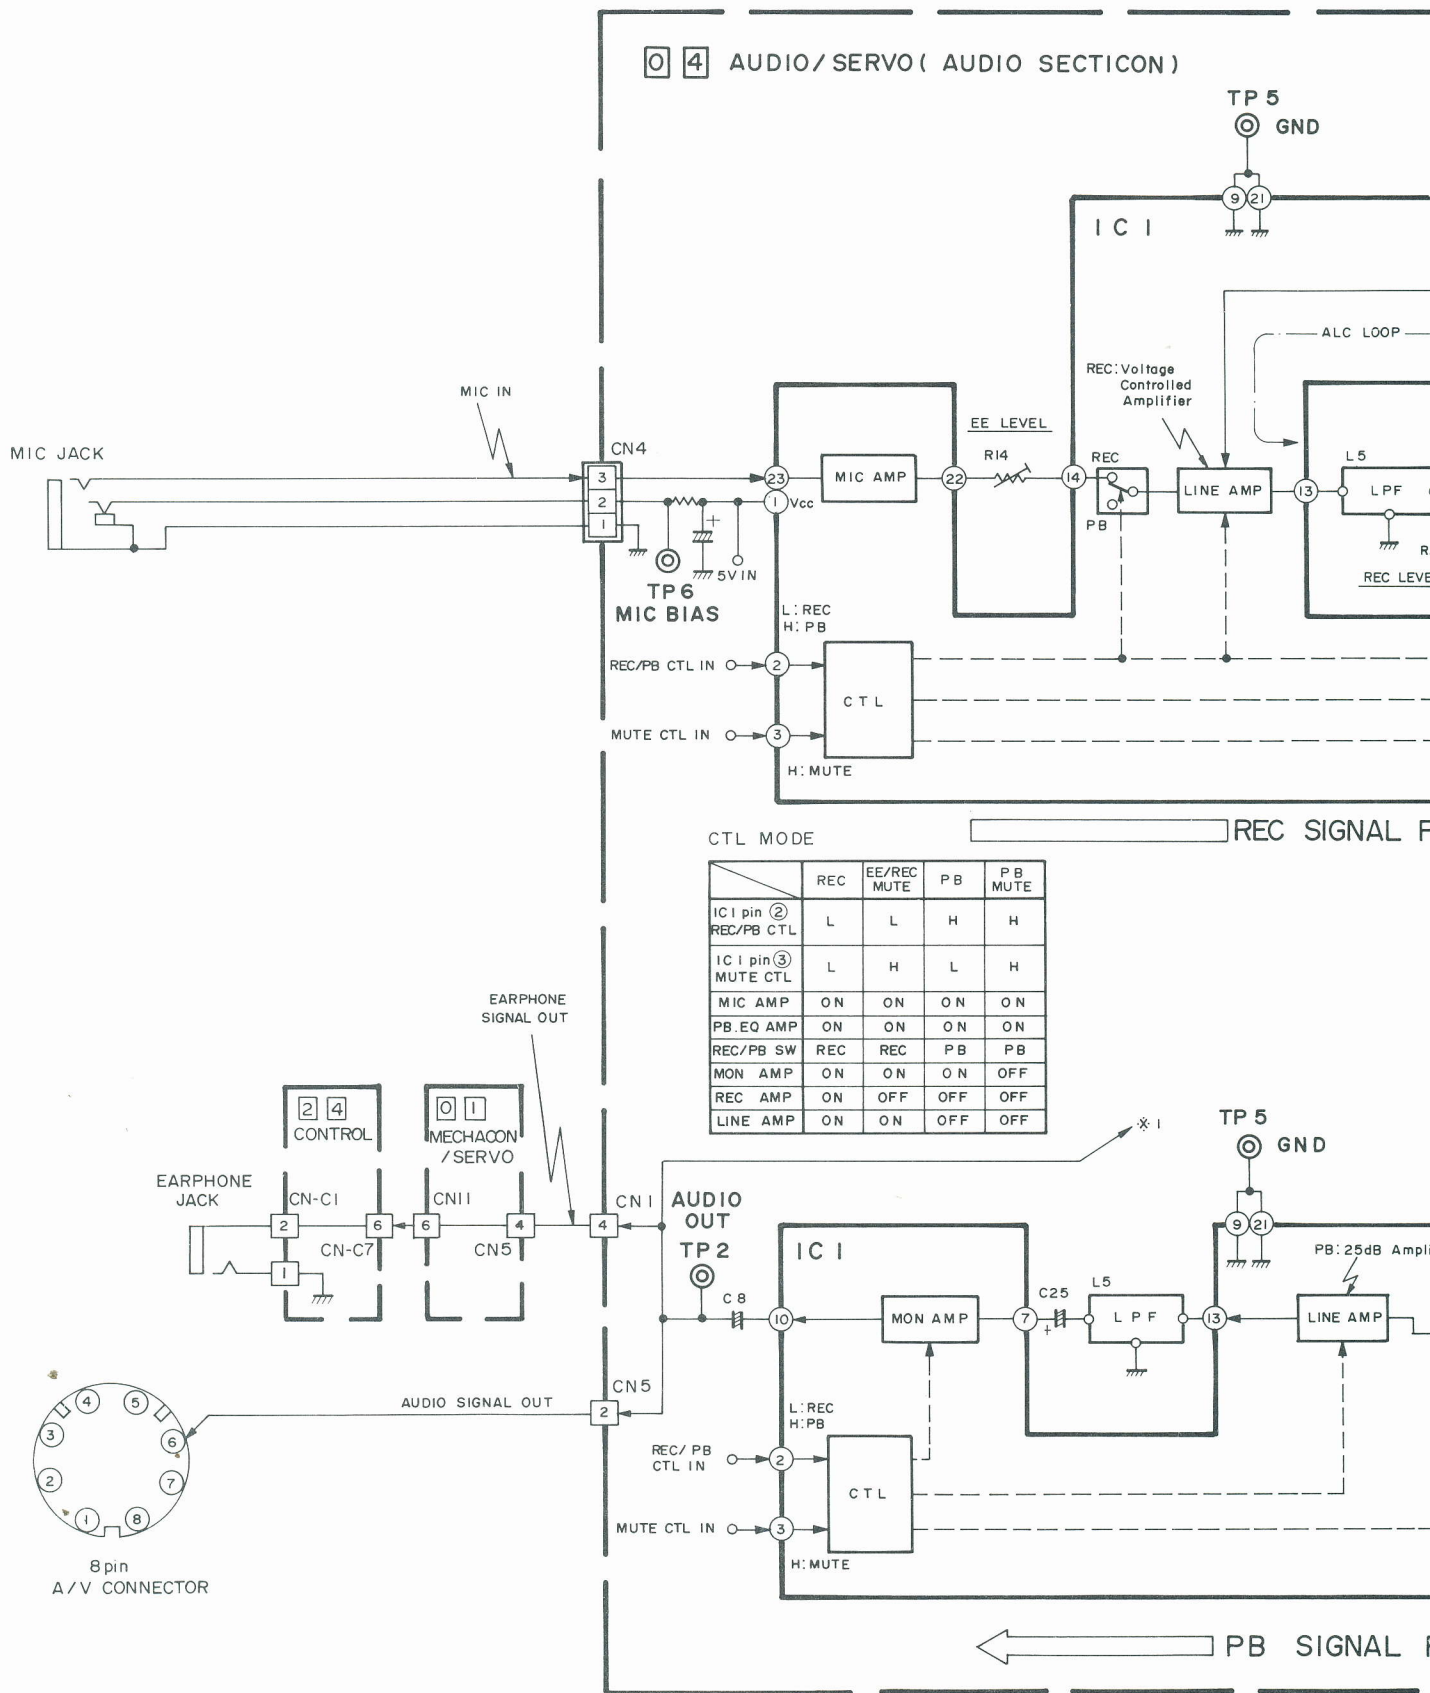 0 4 AUDIO/SERVO( AUDIO SECTICON)
TP 5
GND
9 21
IC1
ALC LOOP
REC:Voltage
Controlled
Amplifier
MIC IN
EE LEVEL
MIC JACK
CN4
R14
REC
L5
3
23
MIC AMP
22
14
LINE AMP
13
LPF
2
1
Vcc
PB
1
+
5VIN
TP6
MIC BIAS
REC LEVE
L:REC
H:PB
REC/PB CTL IN
2
CTL
MUTE CTL IN
3
H:MUTE
REC SIGNAL F
CTL MODE
REC
EE/REC
MUTE
PB
PB
MUTE
IC1 pin ②
REC/PB CTL
L
L
H
H
IC1 pin ③
MUTE CTL
L
H
L
H
MIC AMP ON ON ON ON
PB.EQ AMP ON ON ON ON
REC/PB SW REC REC PB PB
MON AMP ON ON ON OFF
REC AMP ON OFF OFF OFF
LINE AMP ON ON OFF OFF
EARPHONE
SIGNAL OUT
※1
2 4
CONTROL
0 1
MECHACON
/SERVO
TP 5
GND
9 21
EARPHONE
JACK
CN-C1
CN11
CN1
AUDIO
OUT
2
6
6
4
4
CN-C7
CN5
1
TP2
IC1
PB:25dB Ampli
C8
10
MON AMP
7
C25
+
L5
LPF
13
LINE AMP
CN5
AUDIO SIGNAL OUT
2
L:REC
H:PB
REC/PB
CTL IN
2
CTL
MUTE CTL IN
3
H:MUTE
4
5
3
6
2
7
1
8
8pin
A/V CONNECTOR
PB SIGNAL F